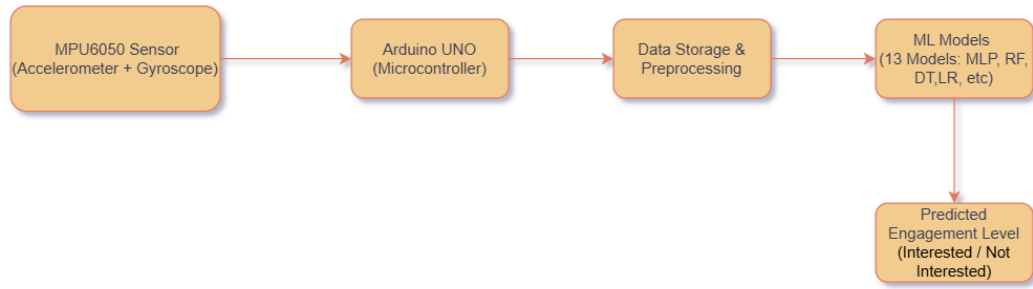 MPU6050 Sensor
(Accelerometer + Gyroscope)
Arduino UNO
(Microcontroller)
Data Storage &
Preprocessing
ML Models
(13 Models: MLP, RF,
DT,LR, etc)
Predicted
Engagement Level
(Interested / Not
Interested)